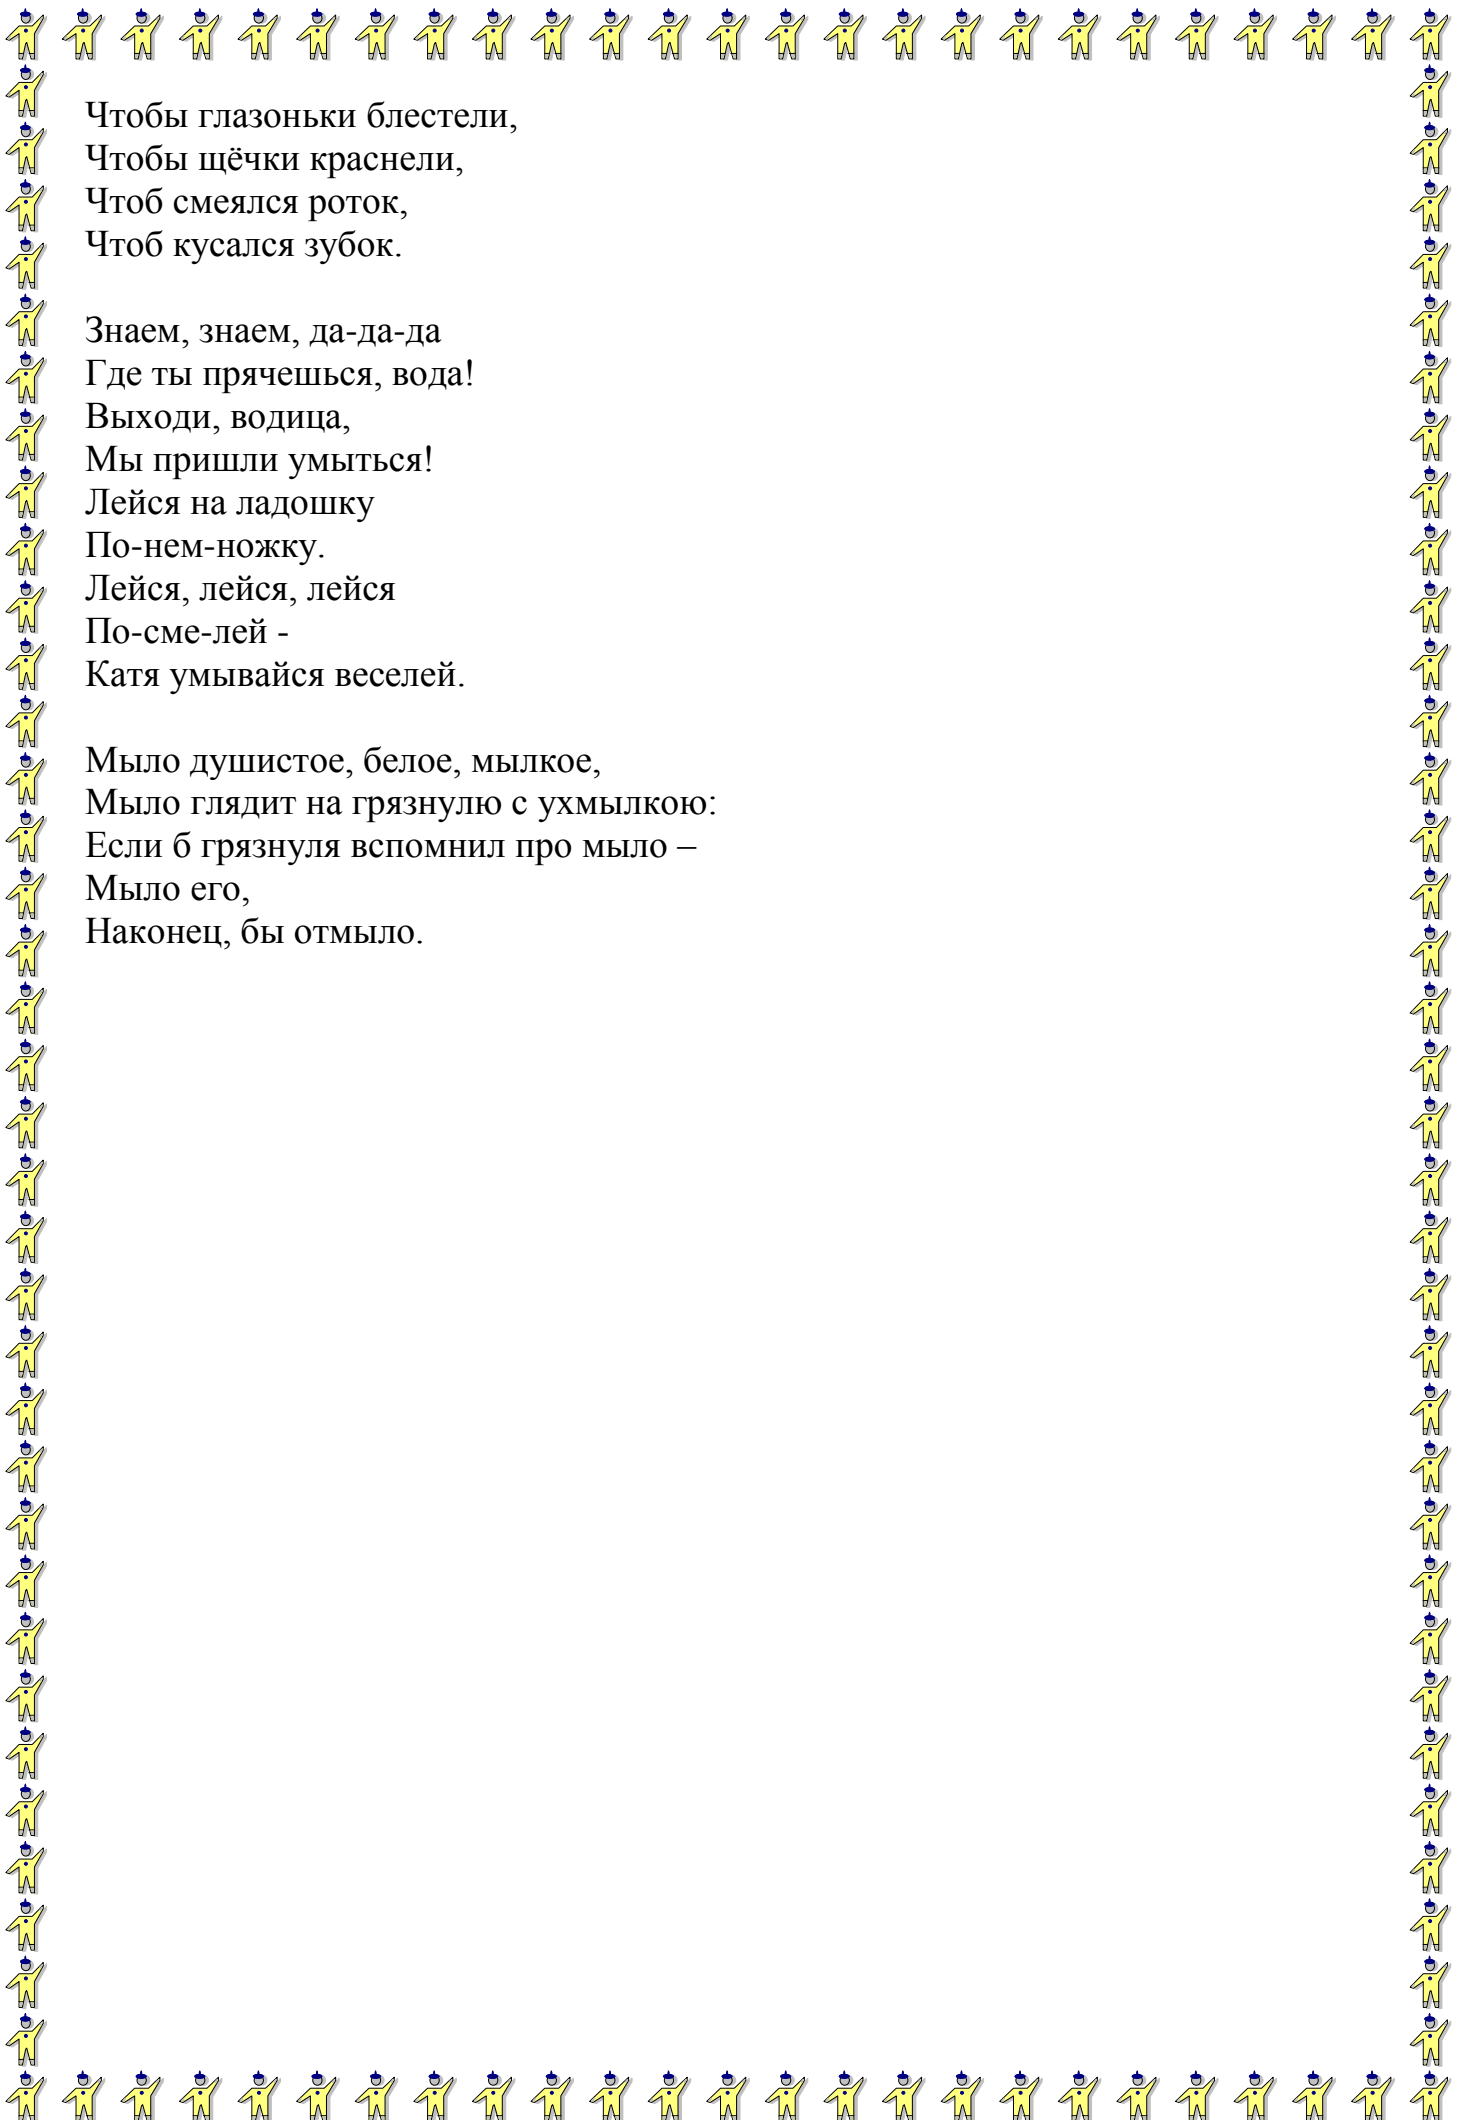 Чтобы глазоньки блестели,
Чтобы щёчки краснели,
Чтоб смеялся роток,
Чтоб кусался зубок.
Знаем, знаем, да-да-да
Где ты прячешься, вода!
Выходи, водица,
Мы пришли умыться!
Лейся на ладошку
По-нем-ножку.
Лейся, лейся, лейся
По-сме-лей -
Катя умывайся веселей.
Мыло душистое, белое, мылкое,
Мыло глядит на грязнулю с ухмылкою:
Если б грязнуля вспомнил про мыло –
Мыло его,
Наконец, бы отмыло.